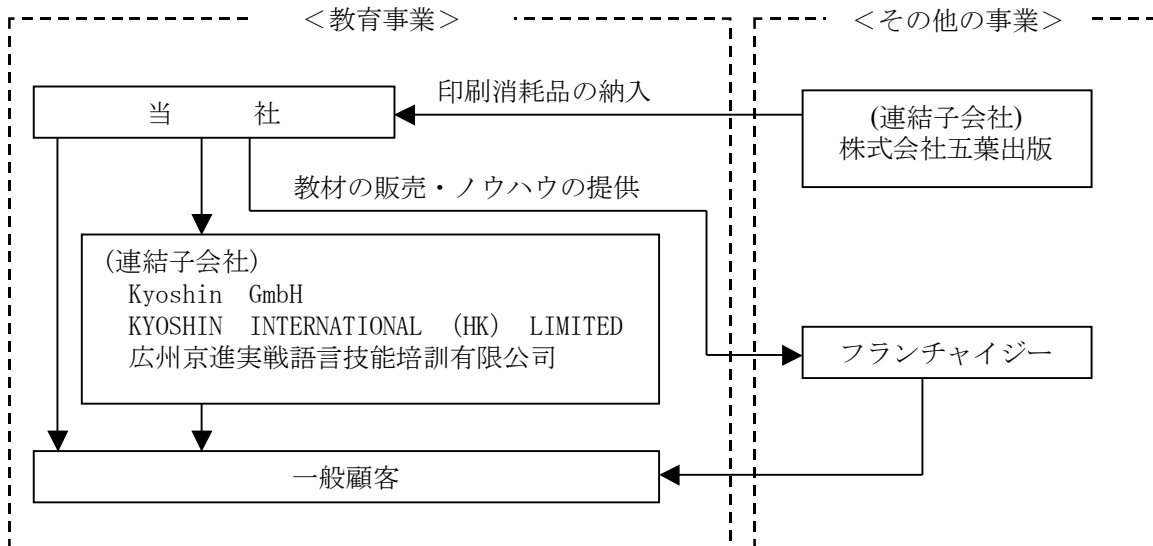 ＜教育事業＞
＜その他の事業＞
印刷消耗品の納入
当　　　社
(連結子会社)
株式会社五葉出版
教材の販売・ノウハウの提供
(連結子会社)
Kyoshin GmbH
KYOSHIN INTERNATIONAL (HK) LIMITED
広州京進実戦語言技能培訓有限公司
フランチャイジー
一般顧客